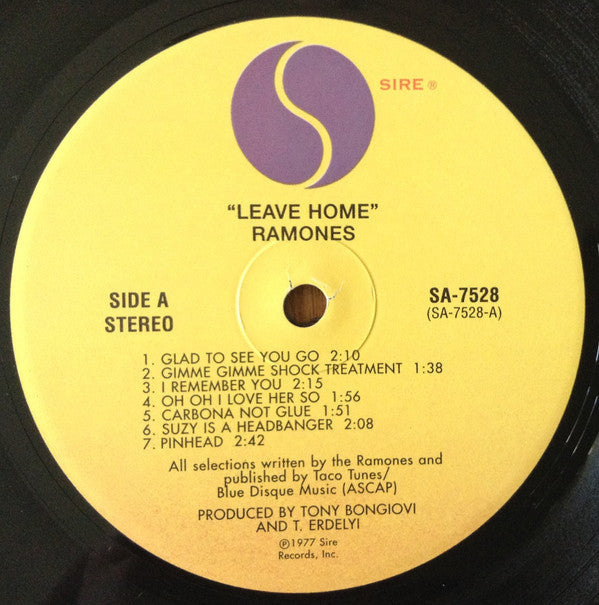 SIRE ®
"LEAVE HOME"
RAMONES
SIDE A
STEREO
SA-7528
(SA-7528-A)
1. GLAD TO SEE YOU GO 2:10
2. GIMME GIMME SHOCK TREATMENT 1:38
3. I REMEMBER YOU 2:15
4. OH OH I LOVE HER SO 1:56
5. CARBONA NOT GLUE 1:51
6. SUZY IS A HEADBANGER 2:08
7. PINHEAD 2:42
All selections written by the Ramones and
published by Taco Tunes/
Blue Disque Music (ASCAP)
PRODUCED BY TONY BONGIOVI
AND T. ERDELYI
℗1977 Sire
Records, Inc.